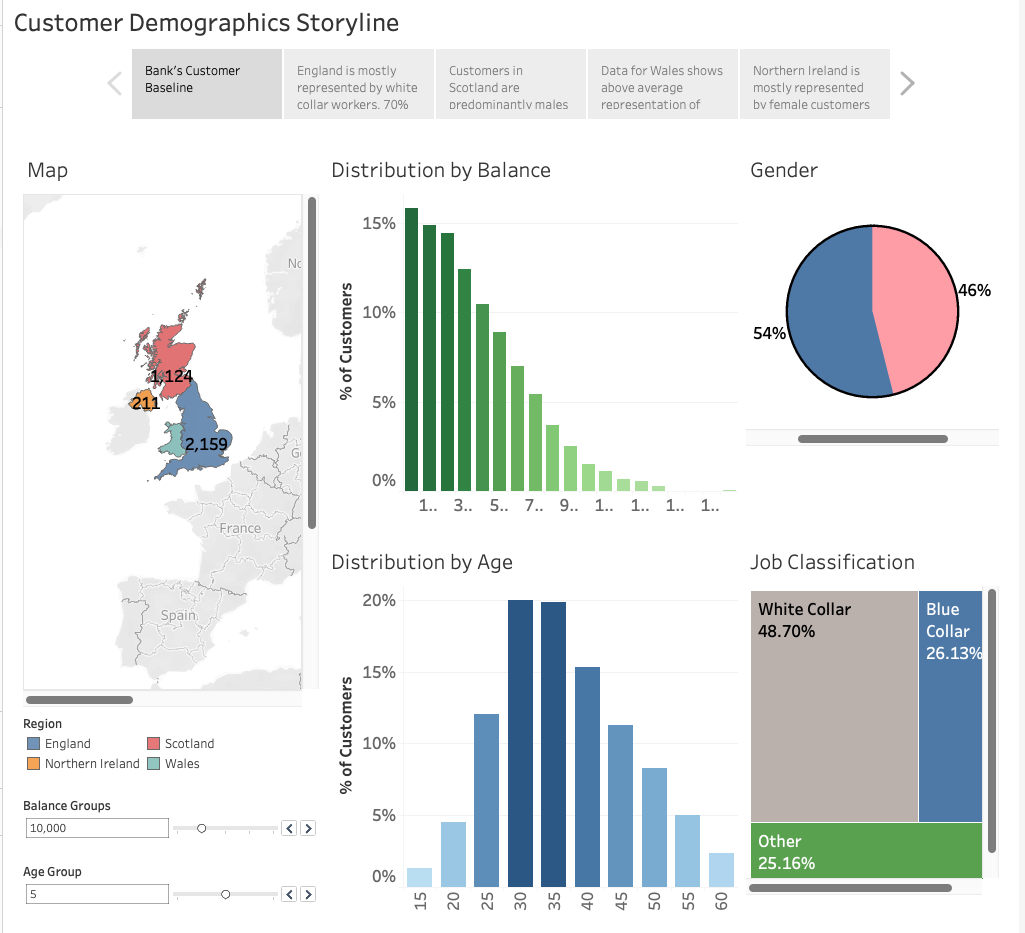 Customer Demographics Storyline
Bank's Customer
Baseline
England is mostly
represented by white
collar workers. 70%
Customers in
Scotland are
predominantly males
Data for Wales shows
above average
representation of
Northern Ireland is
mostly represented
by female customers
Map
No
1,124
211
2,159
G
France
Spain
Region
England
Scotland
Northern Ireland
Wales
Balance Groups
10,000
Age Group
5
Distribution by Balance
% of Customers
15%
10%
5%
0%
1.. 3.. 5.. 7.. 9.. 1.. 1.. 1.. 1..
Gender
46%
54%
Distribution by Age
% of Customers
20%
15%
10%
5%
0%
15 20 25 30 35 40 45 50 55 60
Job Classification
White Collar
48.70%
Blue
Collar
26.13%
Other
25.16%